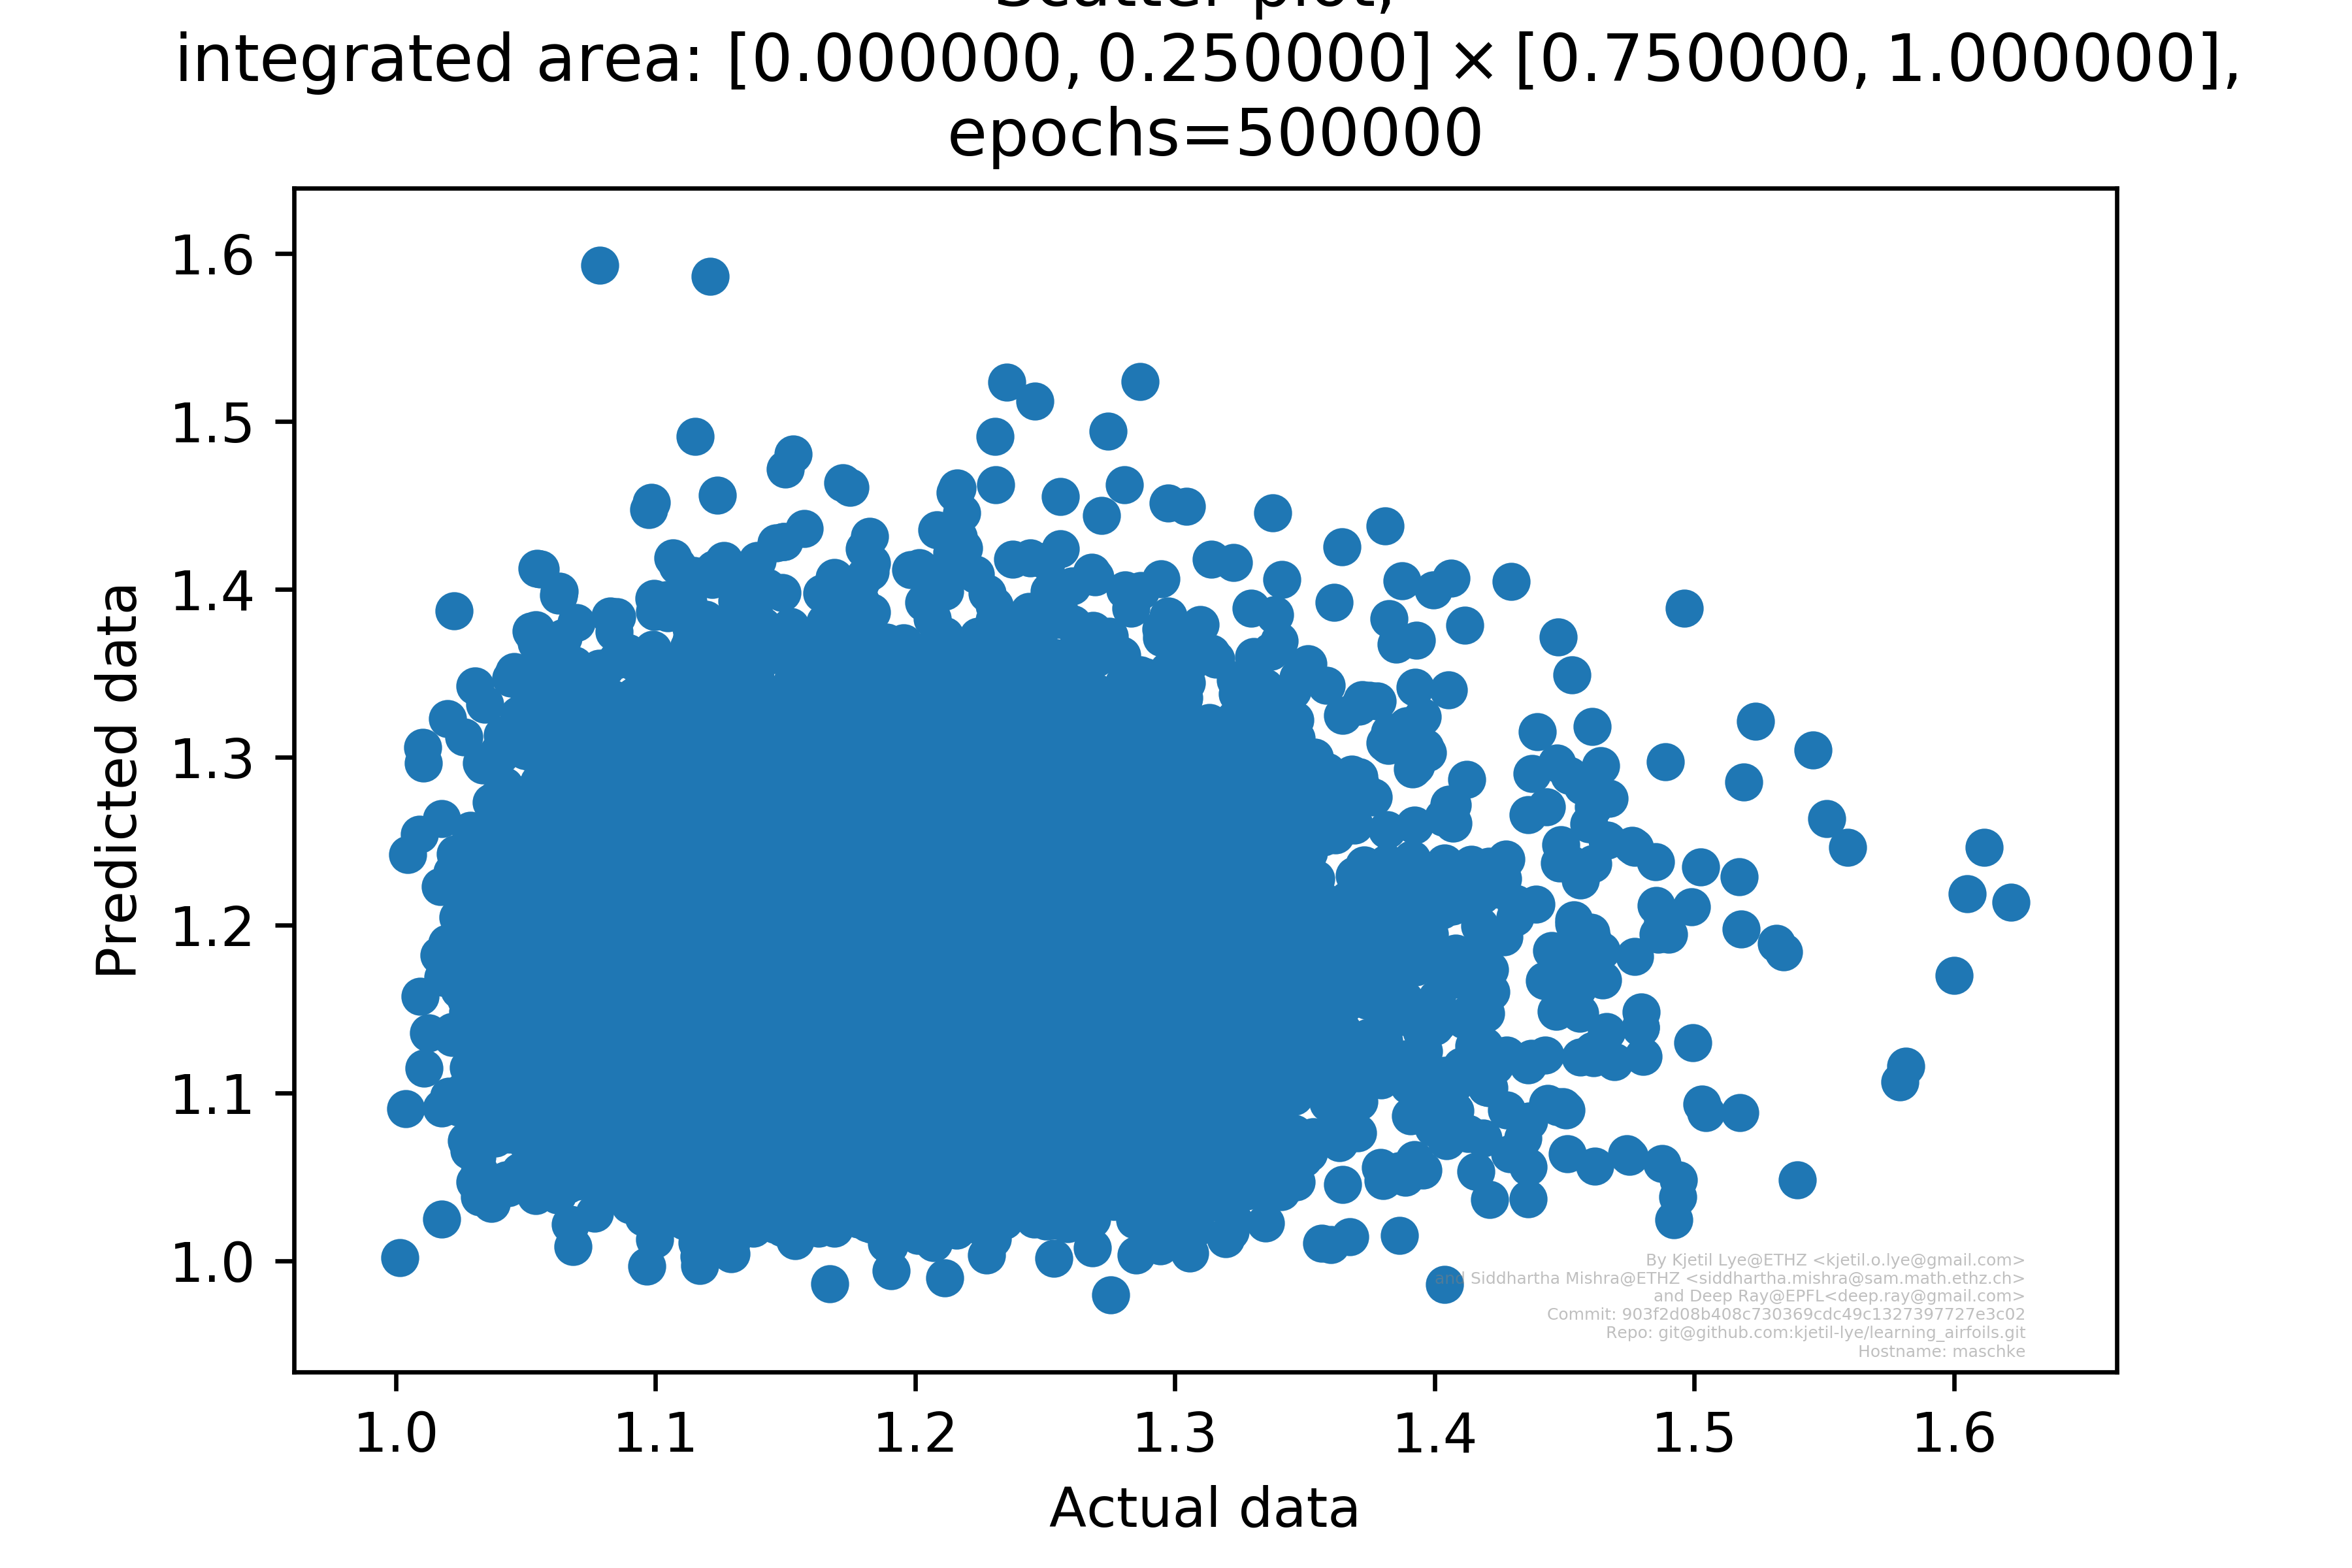 Scatter plot,
integrated area: [0.000000, 0.250000] × [0.750000, 1.000000],
epochs=500000
1.6
1.5
1.4
1.3
1.2
1.1
1.0
Predicted data
By Kjetil Lye@ETHZ <kjetil.o.lye@gmail.com>
and Siddhartha Mishra@ETHZ <siddhartha.mishra@sam.math.ethz.ch>
and Deep Ray@EPFL<deep.ray@gmail.com>
Commit: 903f2d08b408c730369cdc49c1327397727e3c02
Repo: git@github.com:kjetil-lye/learning_airfoils.git
Hostname: maschke
1.0 1.1 1.2 1.3 1.4 1.5 1.6
Actual data